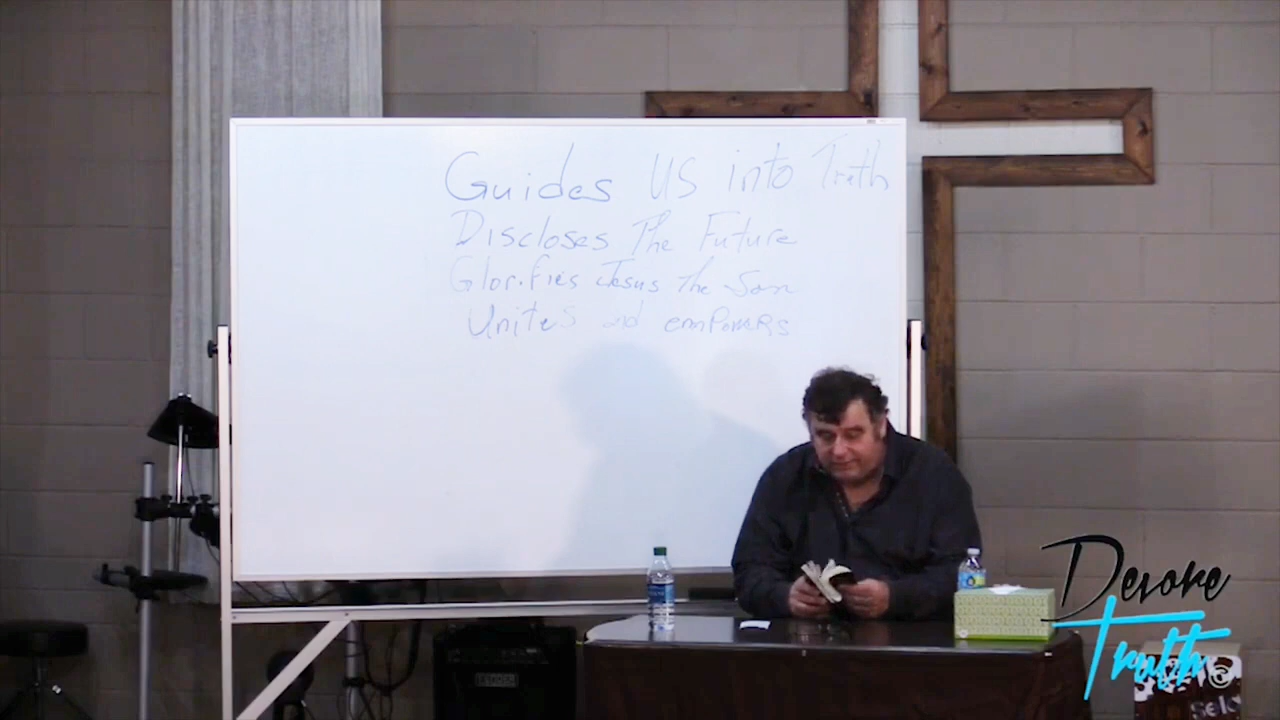 Guides US into Truth
Discloses The Future
Glorifies Jesus The Son
Unites and emPowers
Devore
Truth